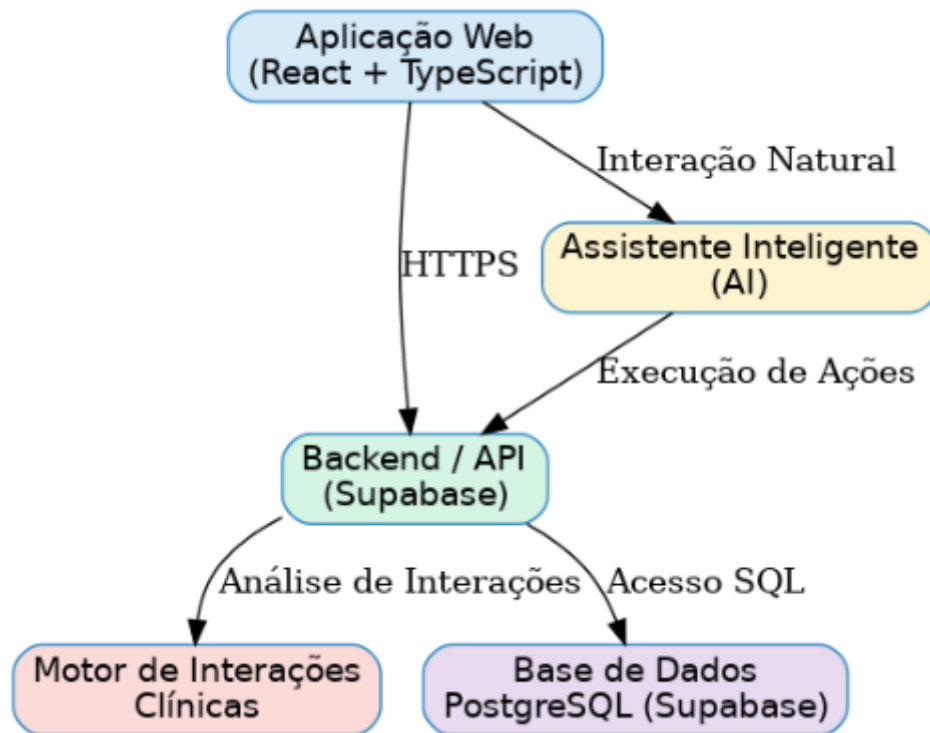 Aplicação Web
(React + TypeScript)
Interação Natural
Assistente Inteligente
(AI)
HTTPS
Execução de Ações
Backend / API
(Supabase)
Análise de Interações
Acesso SQL
Motor de Interações
Clínicas
Base de Dados
PostgreSQL (Supabase)